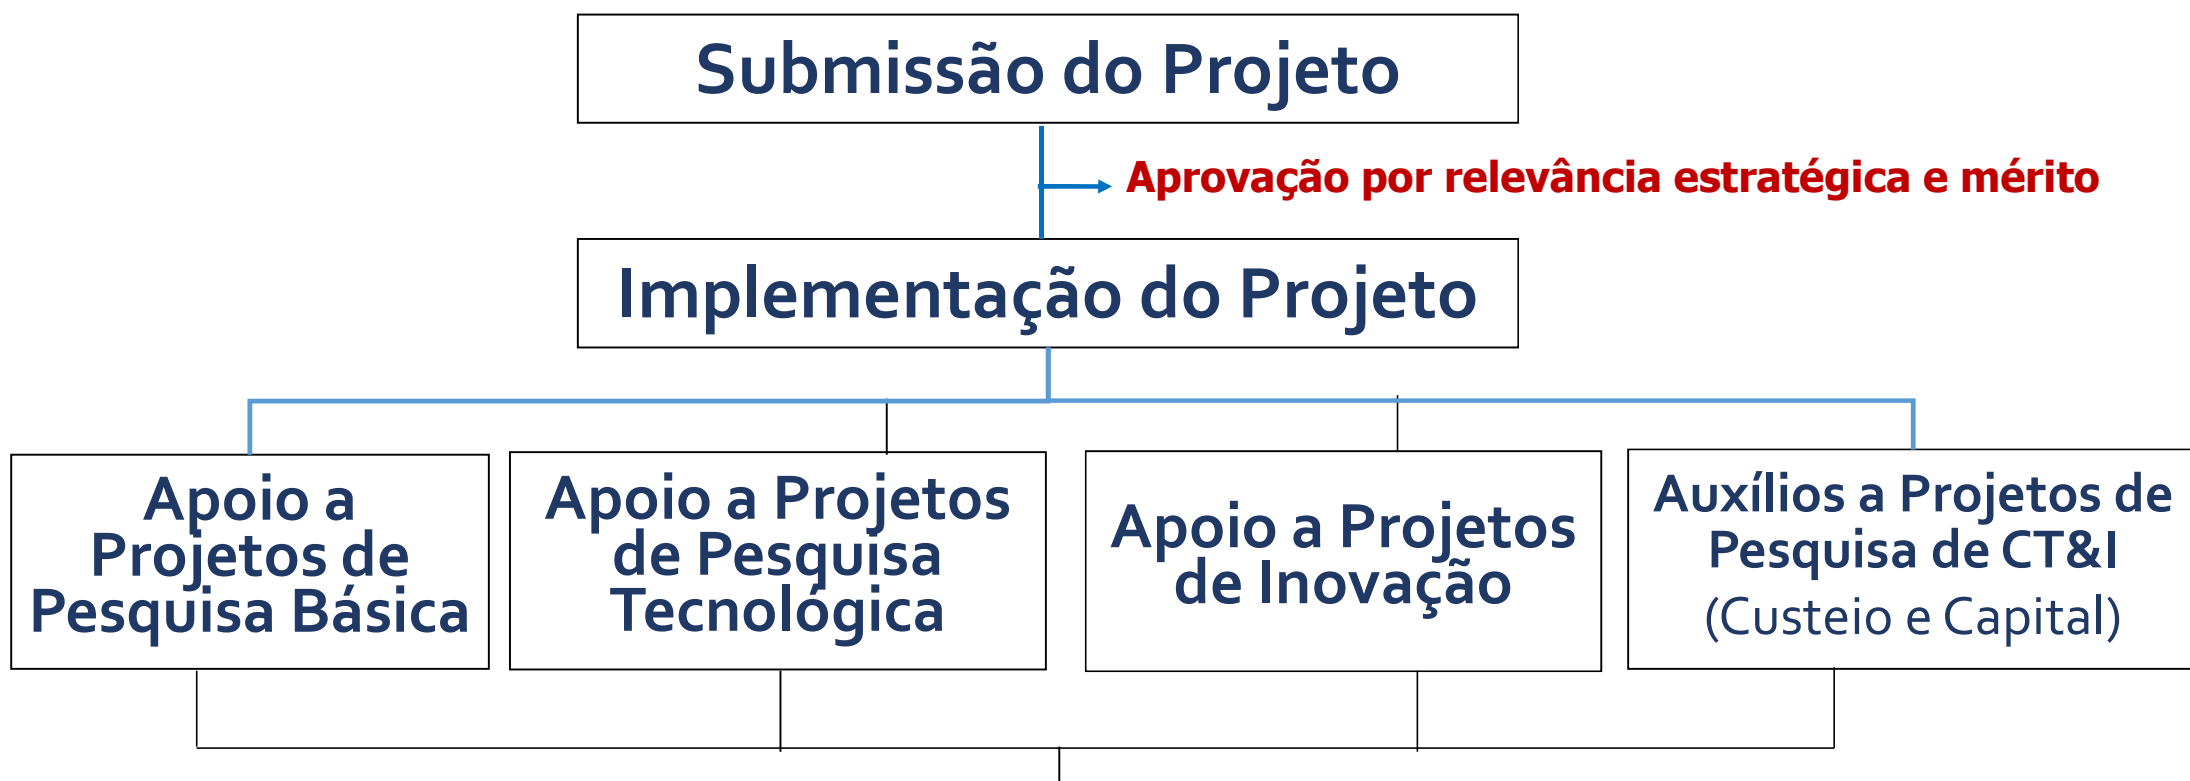 Submissão do Projeto
Aprovação por relevância estratégica e mérito
Implementação do Projeto
Apoio a
Projetos de
Pesquisa Básica
Apoio a Projetos
de Pesquisa
Tecnológica
Apoio a Projetos
de Inovação
Auxílios a Projetos de
Pesquisa de CT&I
(Custeio e Capital)